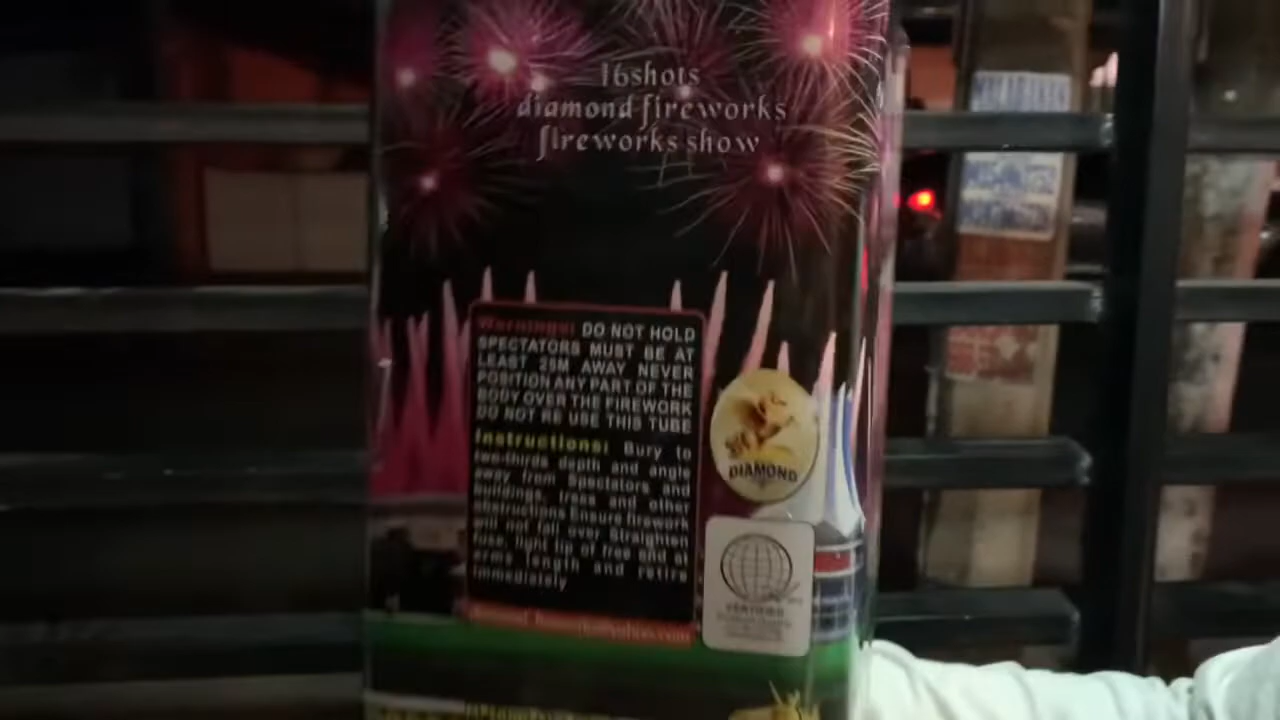 16shots
diamond fireworks
fireworks show
Warnings! DO NOT HOLD
SPECTATORS MUST BE AT
LEAST 25M AWAY NEVER
POSITION ANY PART OF THE
BODY OVER THE FIREWORK
DO NOT RE USE THIS TUBE
Instructions: Bury to
two-thirds depth and angle
away from Spectators and
buildings, trees and other
obstructions Ensure firework
will not fall over Straighten
fuse, light tip of free end at
arms length and retire
immediately
DIAMOND
CERTIFIED